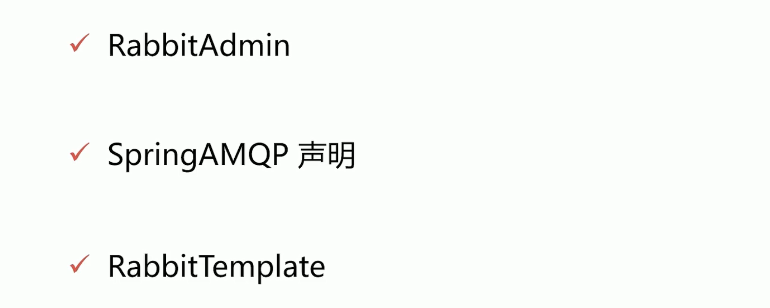 ✓ RabbitAdmin
✓ SpringAMQP 声明
✓ RabbitTemplate